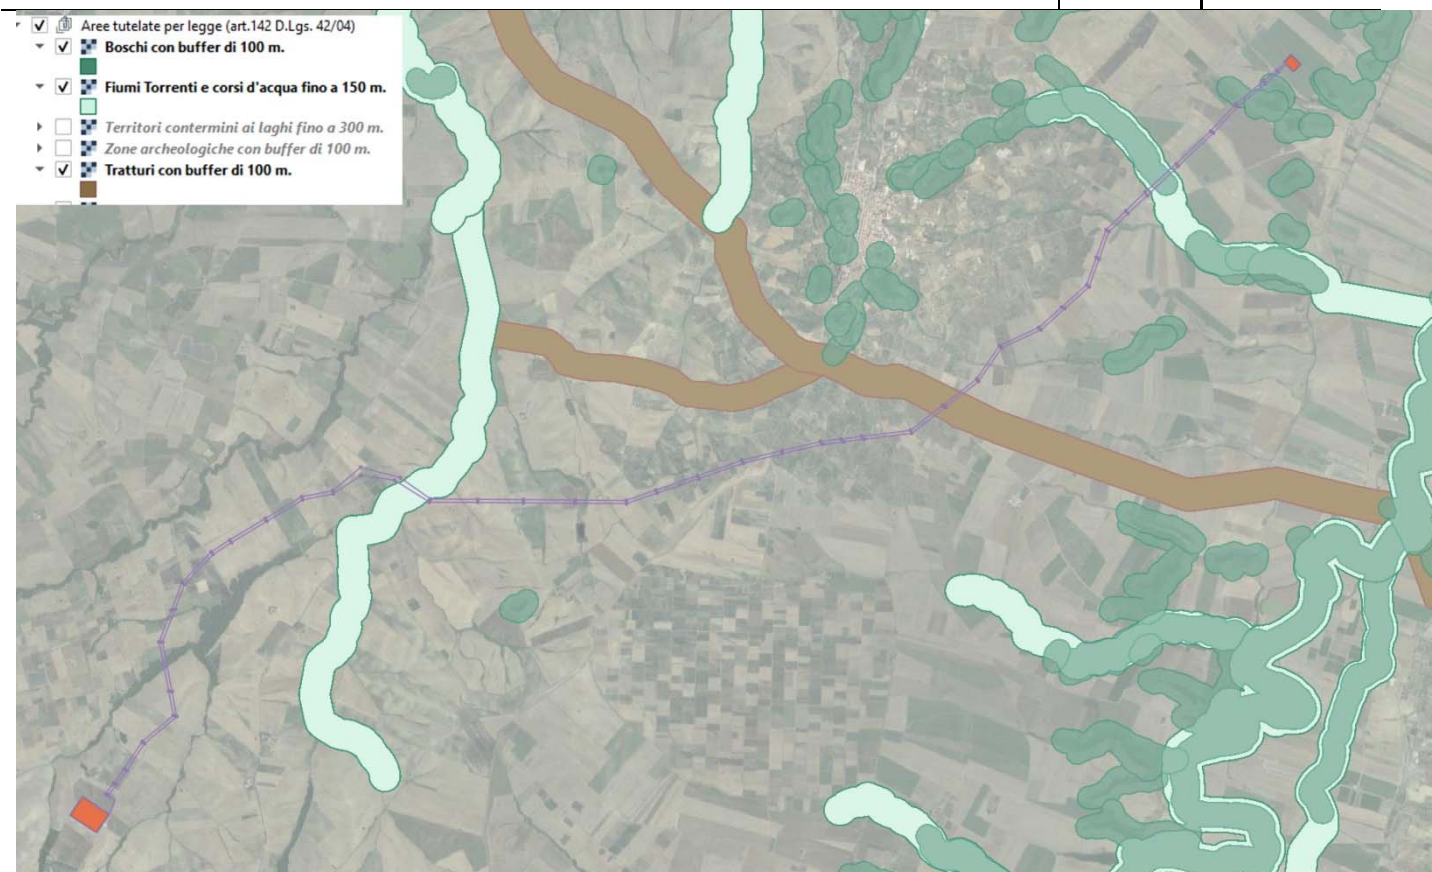 Aree tutelate per legge (art.142 D.Lgs. 42/04)
Boschi con buffer di 100 m.
Fiumi Torrenti e corsi d'acqua fino a 150 m.
Territori contermini ai laghi fino a 300 m.
Zone archeologiche con buffer di 100 m.
Tratturi con buffer di 100 m.